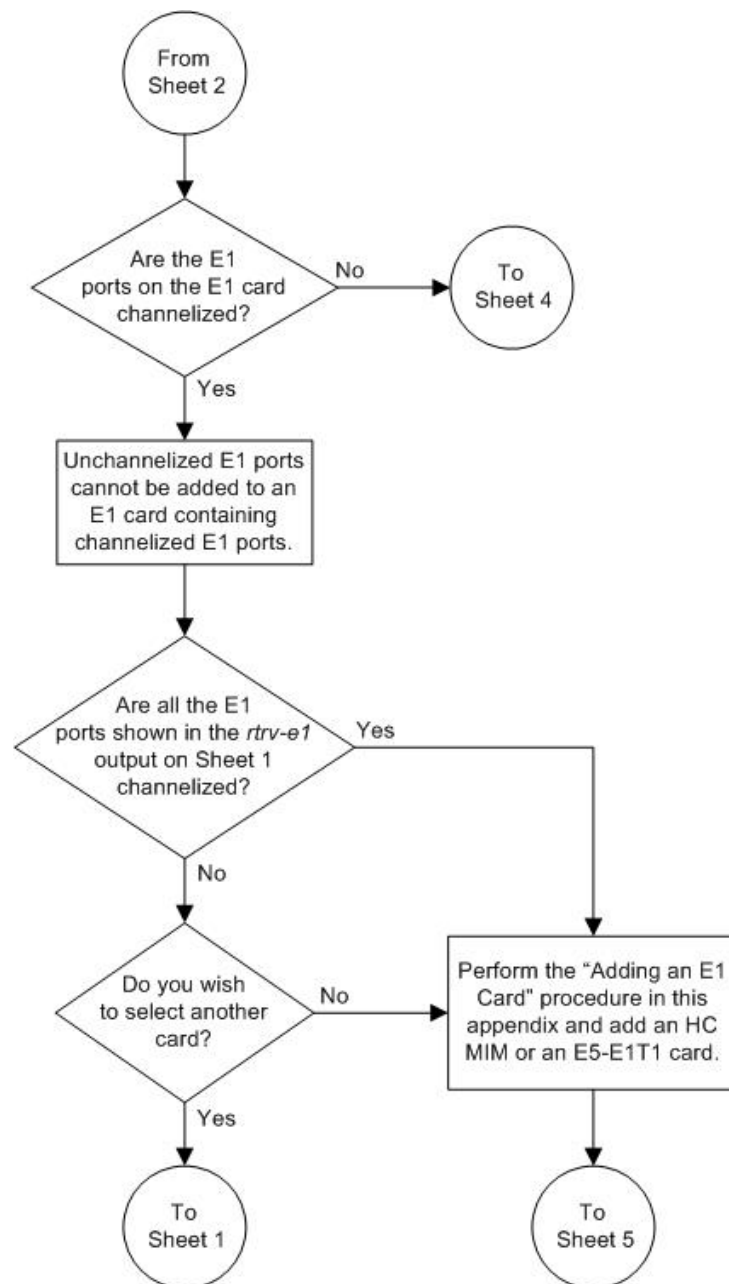 From
Sheet 2
Are the E1
ports on the E1 card
channelized?
No
To
Sheet 4
Yes
Unchannelized E1 ports
cannot be added to an
E1 card containing
channelized E1 ports.
Are all the E1
ports shown in the rtrv-e1
output on Sheet 1
channelized?
Yes
No
Do you wish
to select another
card?
No
Perform the “Adding an E1
Card" procedure in this
appendix and add an HC
MIM or an E5-E1T1 card.
Yes
To
Sheet 1
To
Sheet 5